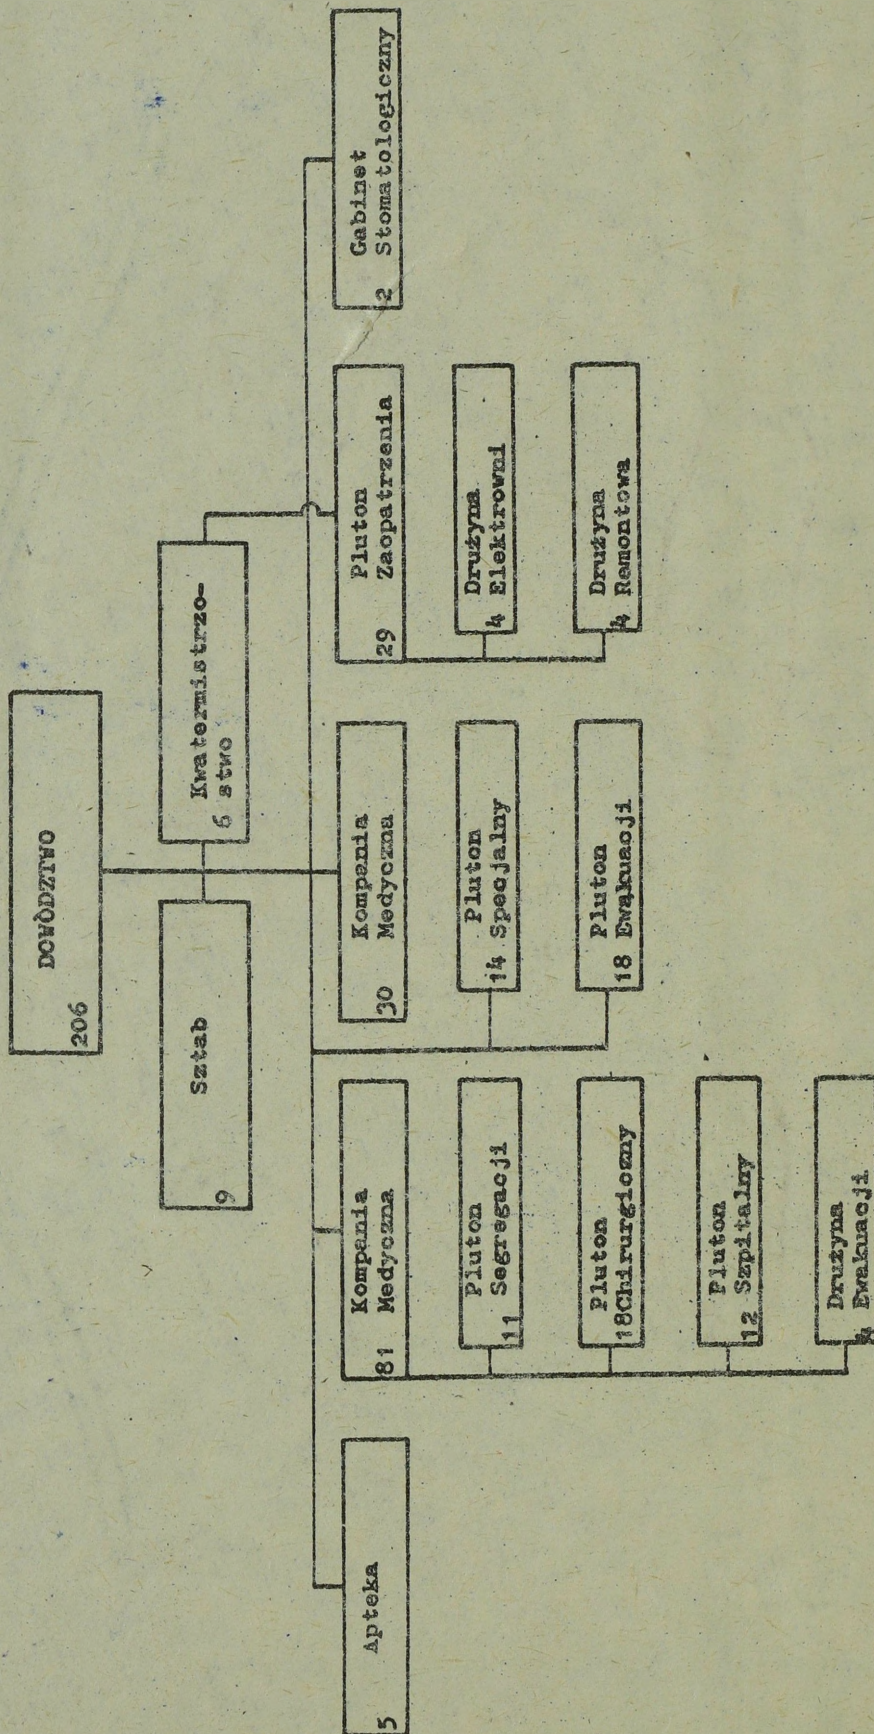 DOWÓDZTWO
206
Sztab
9
Kwatermistrzo-
6 stwo
Apteka
5
Kompania
81 Medyczna
Pluton
11 Segregacji
Pluton
18Chirurgiczny
Pluton
12 Szpitalny
Drużyna
Ewakuacji
Kompania
30 Medyczna
Pluton
14 Specjalny
Pluton
18 Ewakuacji
Pluton
29 Zaopatrzenia
Drużyna
4 Elektrowni
Drużyna
4 Remontowa
Gabinet
2 Stomatologiczny